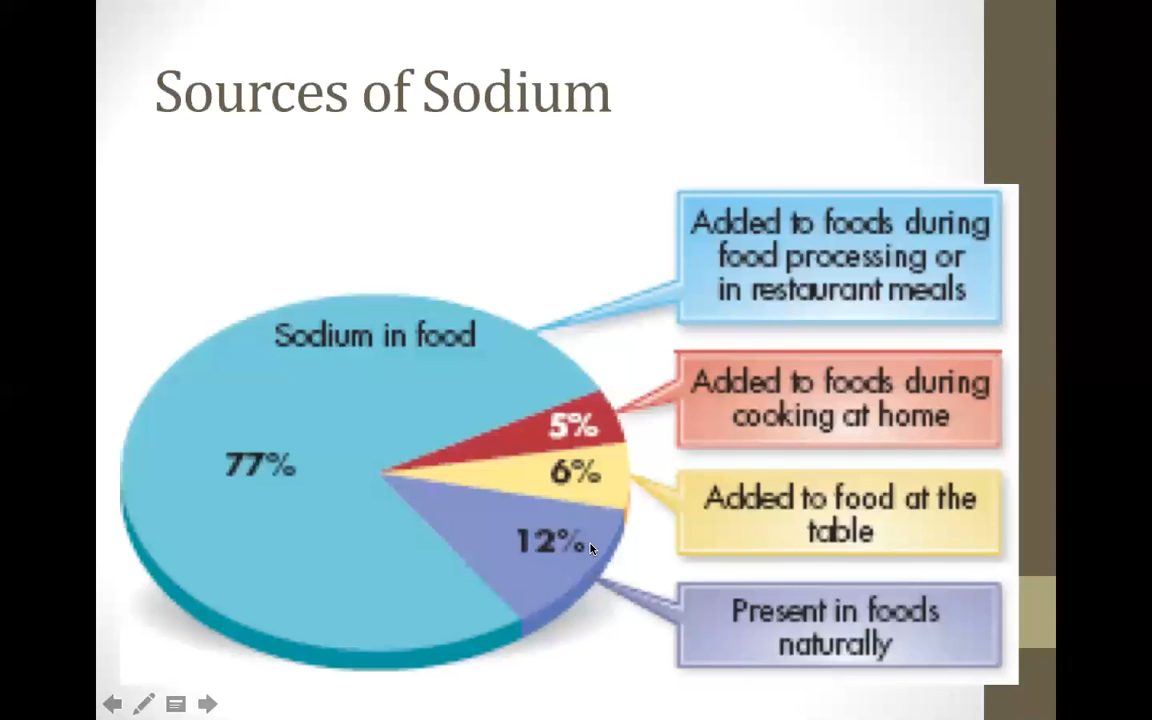 Sources of Sodium
Added to foods during
food processing or
in restaurant meals
Sodium in food
Added to foods during
cooking at home
5%
77%
6%
Added to food at the
table
12%
Present in foods
naturally